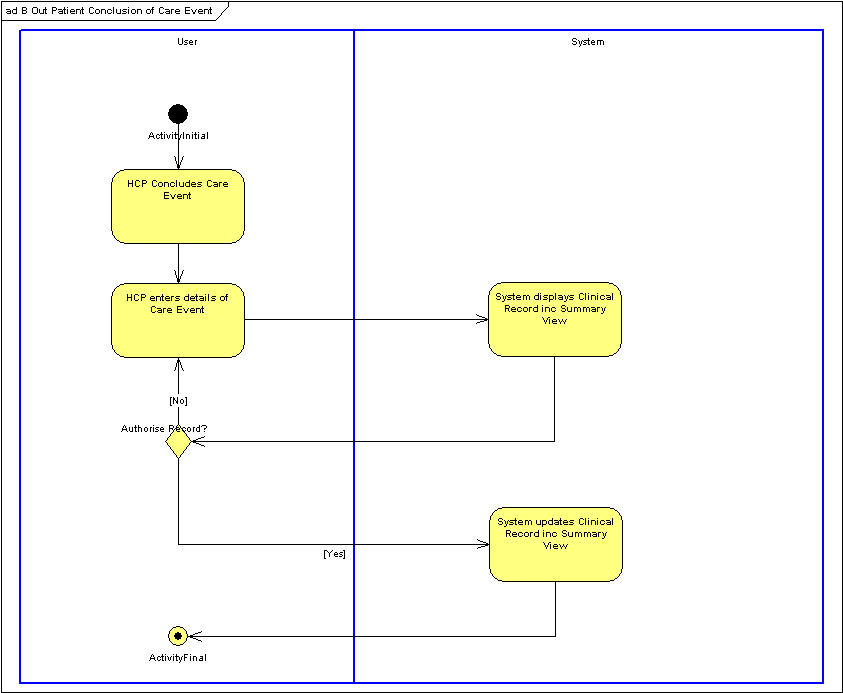 ad B Out Patient Conclusion of Care Event
User
System
ActivityInitial
HCP Concludes Care
Event
HCP enters details of
Care Event
System displays Clinical
Record inc Summary
View
[No]
Authorise Record?
System updates Clinical
Record inc Summary
View
[Yes]
ActivityFinal